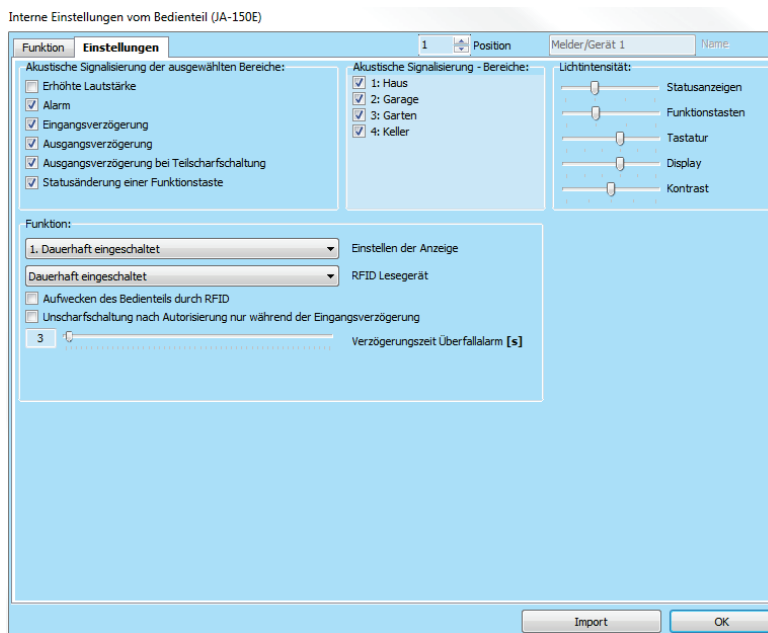 Interne Einstellungen vom Bedienteil (JA-150E)
Funktion
Einstellungen
1
Position
Melder/Gerät 1
Name
Akustische Signalisierung der ausgewählten Bereiche:
Erhöhte Lautstärke
Alarm
Eingangsverzögerung
Ausgangsverzögerung
Ausgangsverzögerung bei Teilscharfschaltung
Statusänderung einer Funktionstaste
Akustische Signalisierung - Bereiche:
1: Haus
2: Garage
3: Garten
4: Keller
Lichtintensität:
Statusanzeigen
Funktionstasten
Tastatur
Display
Kontrast
Funktion:
1. Dauerhaft eingeschaltet
Einstellen der Anzeige
Dauerhaft eingeschaltet
RFID Lesegerät
Aufwecken des Bedienteils durch RFID
Unscharfschaltung nach Autorisierung nur während der Eingangsverzögerung
3
Verzögerungszeit Überfallalarm [s]
Import
OK